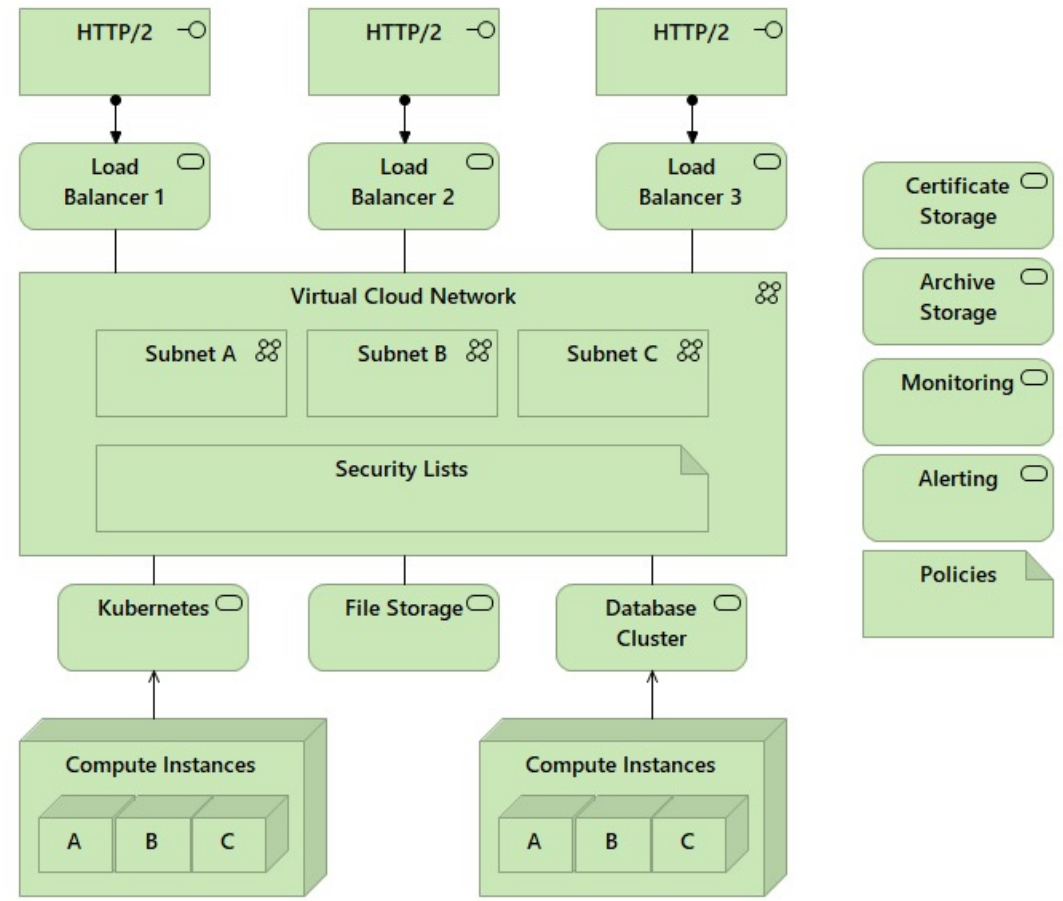 HTTP/2
HTTP/2
HTTP/2
Load
Balancer 1
Load
Balancer 2
Load
Balancer 3
Virtual Cloud Network
Subnet A
Subnet B
Subnet C
Security Lists
Kubernetes
File Storage
Database
Cluster
Compute Instances
A
B
C
Compute Instances
A
B
C
Certificate
Storage
Archive
Storage
Monitoring
Alerting
Policies